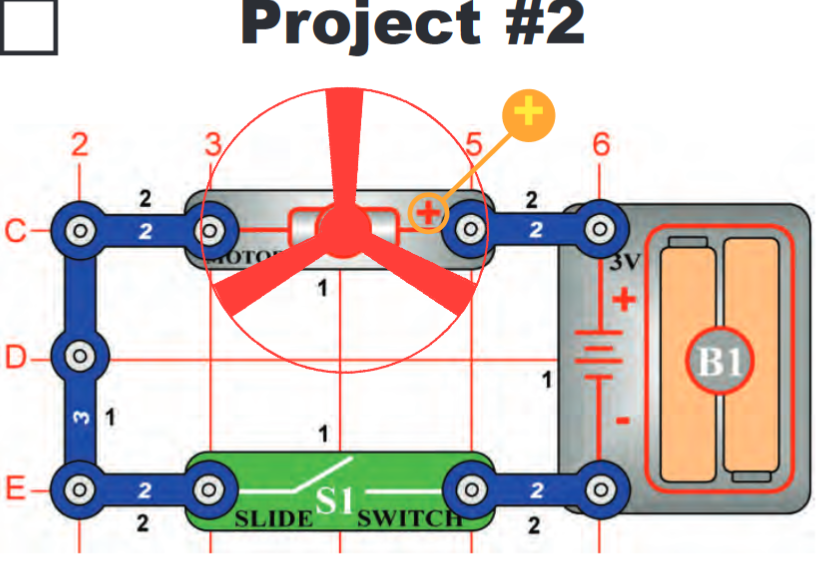 Project #2
+
2 3 5 6
2 2
C 2 + 2
MOTO 3V
1 +
D B1
3 1 1
1 -
E 2 S1 2
SLIDE SWITCH
2 2